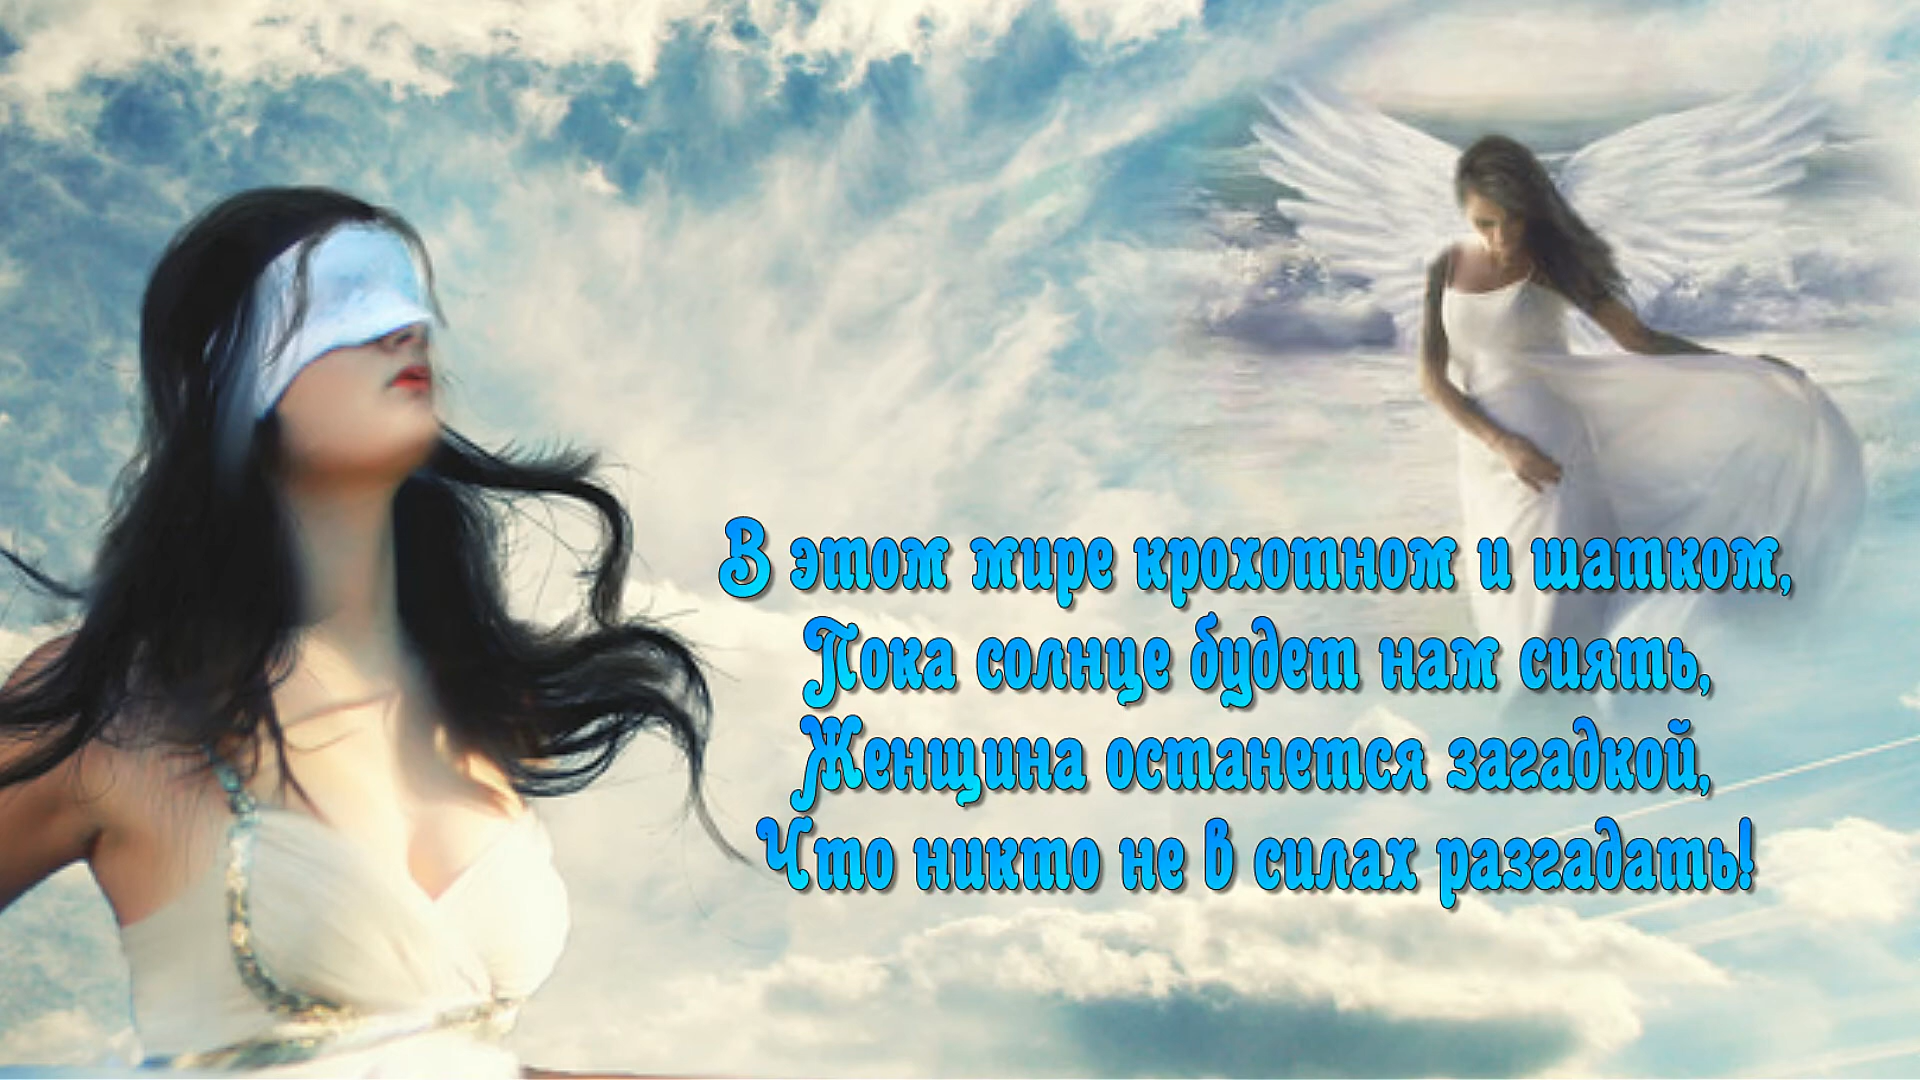 В этом мире крохотном и шатком,
Пока солнце будет нам сиять,
Женщина останется загадкой,
Что никто не в силах разгадать!